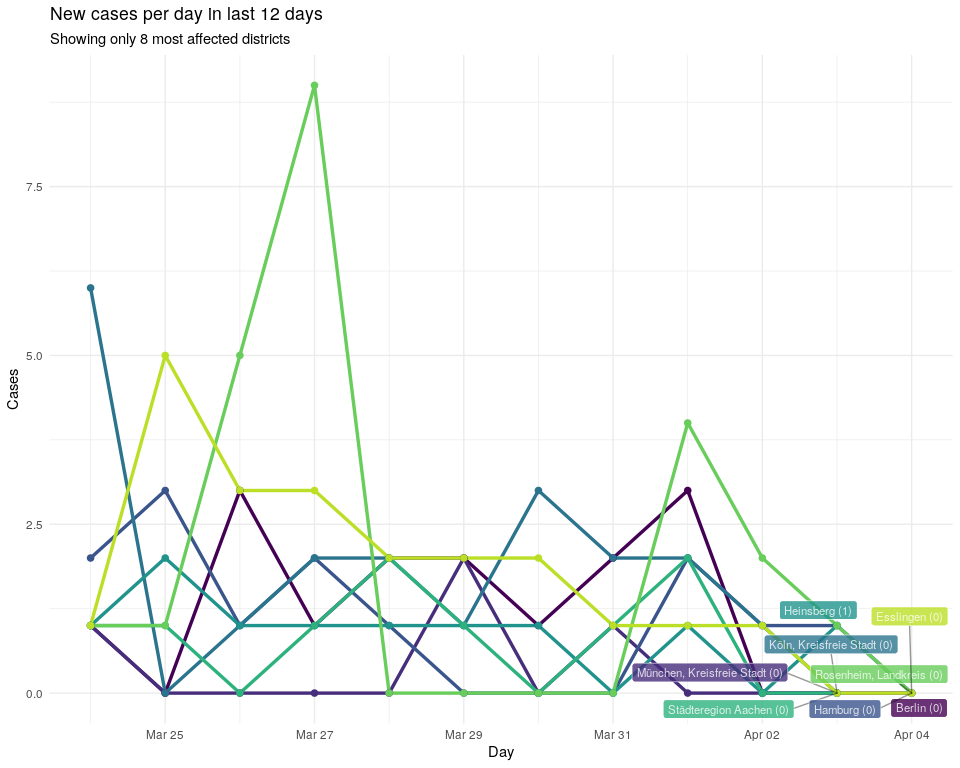 New cases per day in last 12 days
Showing only 8 most affected districts
Cases
7.5
5.0
2.5
0.0
Heinsberg (1)
Esslingen (0)
Köln, Kreisfreie Stadt (0)
München, Kreisfreie Stadt (0)
Rosenheim, Landkreis (0)
Städteregion Aachen (0)
Hamburg (0)
Berlin (0)
Mar 25
Mar 27
Mar 29
Mar 31
Apr 02
Apr 04
Day